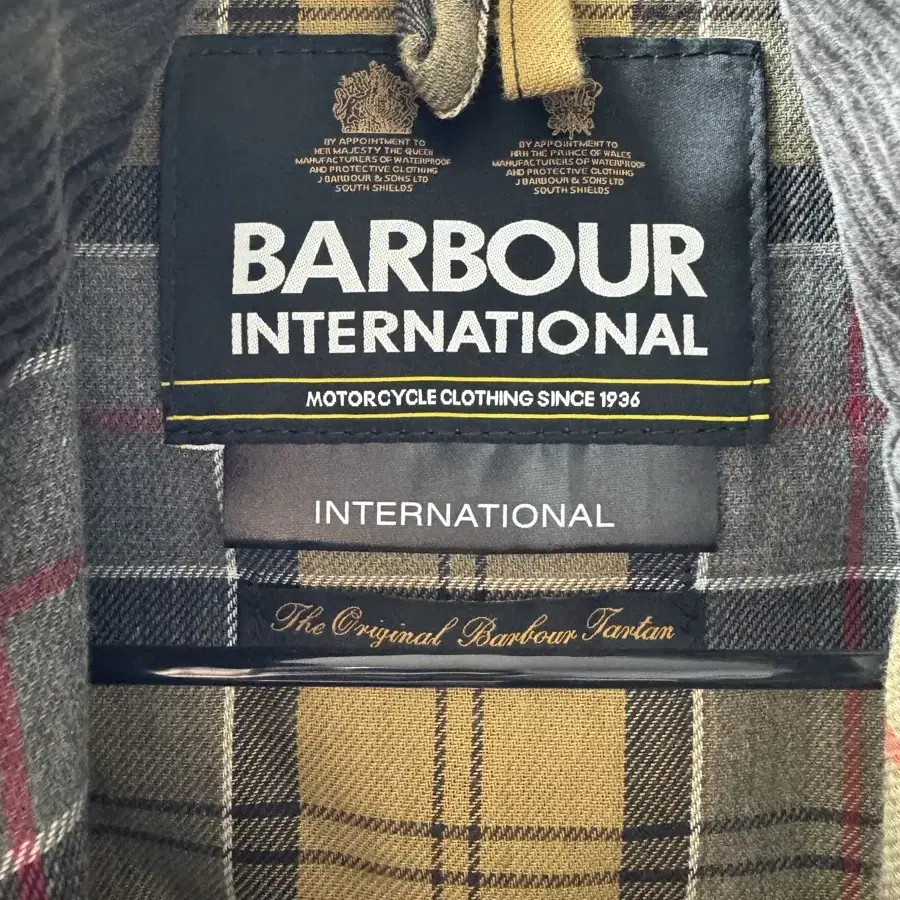 BY APPOINTMENT TO
HER MAJESTY THE QUEEN
MANUFACTURERS OF WATERPROOF
AND PROTECTIVE CLOTHING
J BARBOUR & SONS LTD
SOUTH SHIELDS
BY APPOINTMENT TO
HRH THE PRINCE OF WALES
MANUFACTURERS OF WATERPROOF
AND PROTECTIVE CLOTHING
J BARBOUR & SONS LTD
SOUTH SHIELDS
BARBOUR
INTERNATIONAL
MOTORCYCLE CLOTHING SINCE 1936
INTERNATIONAL
The Original Barbour Tartan